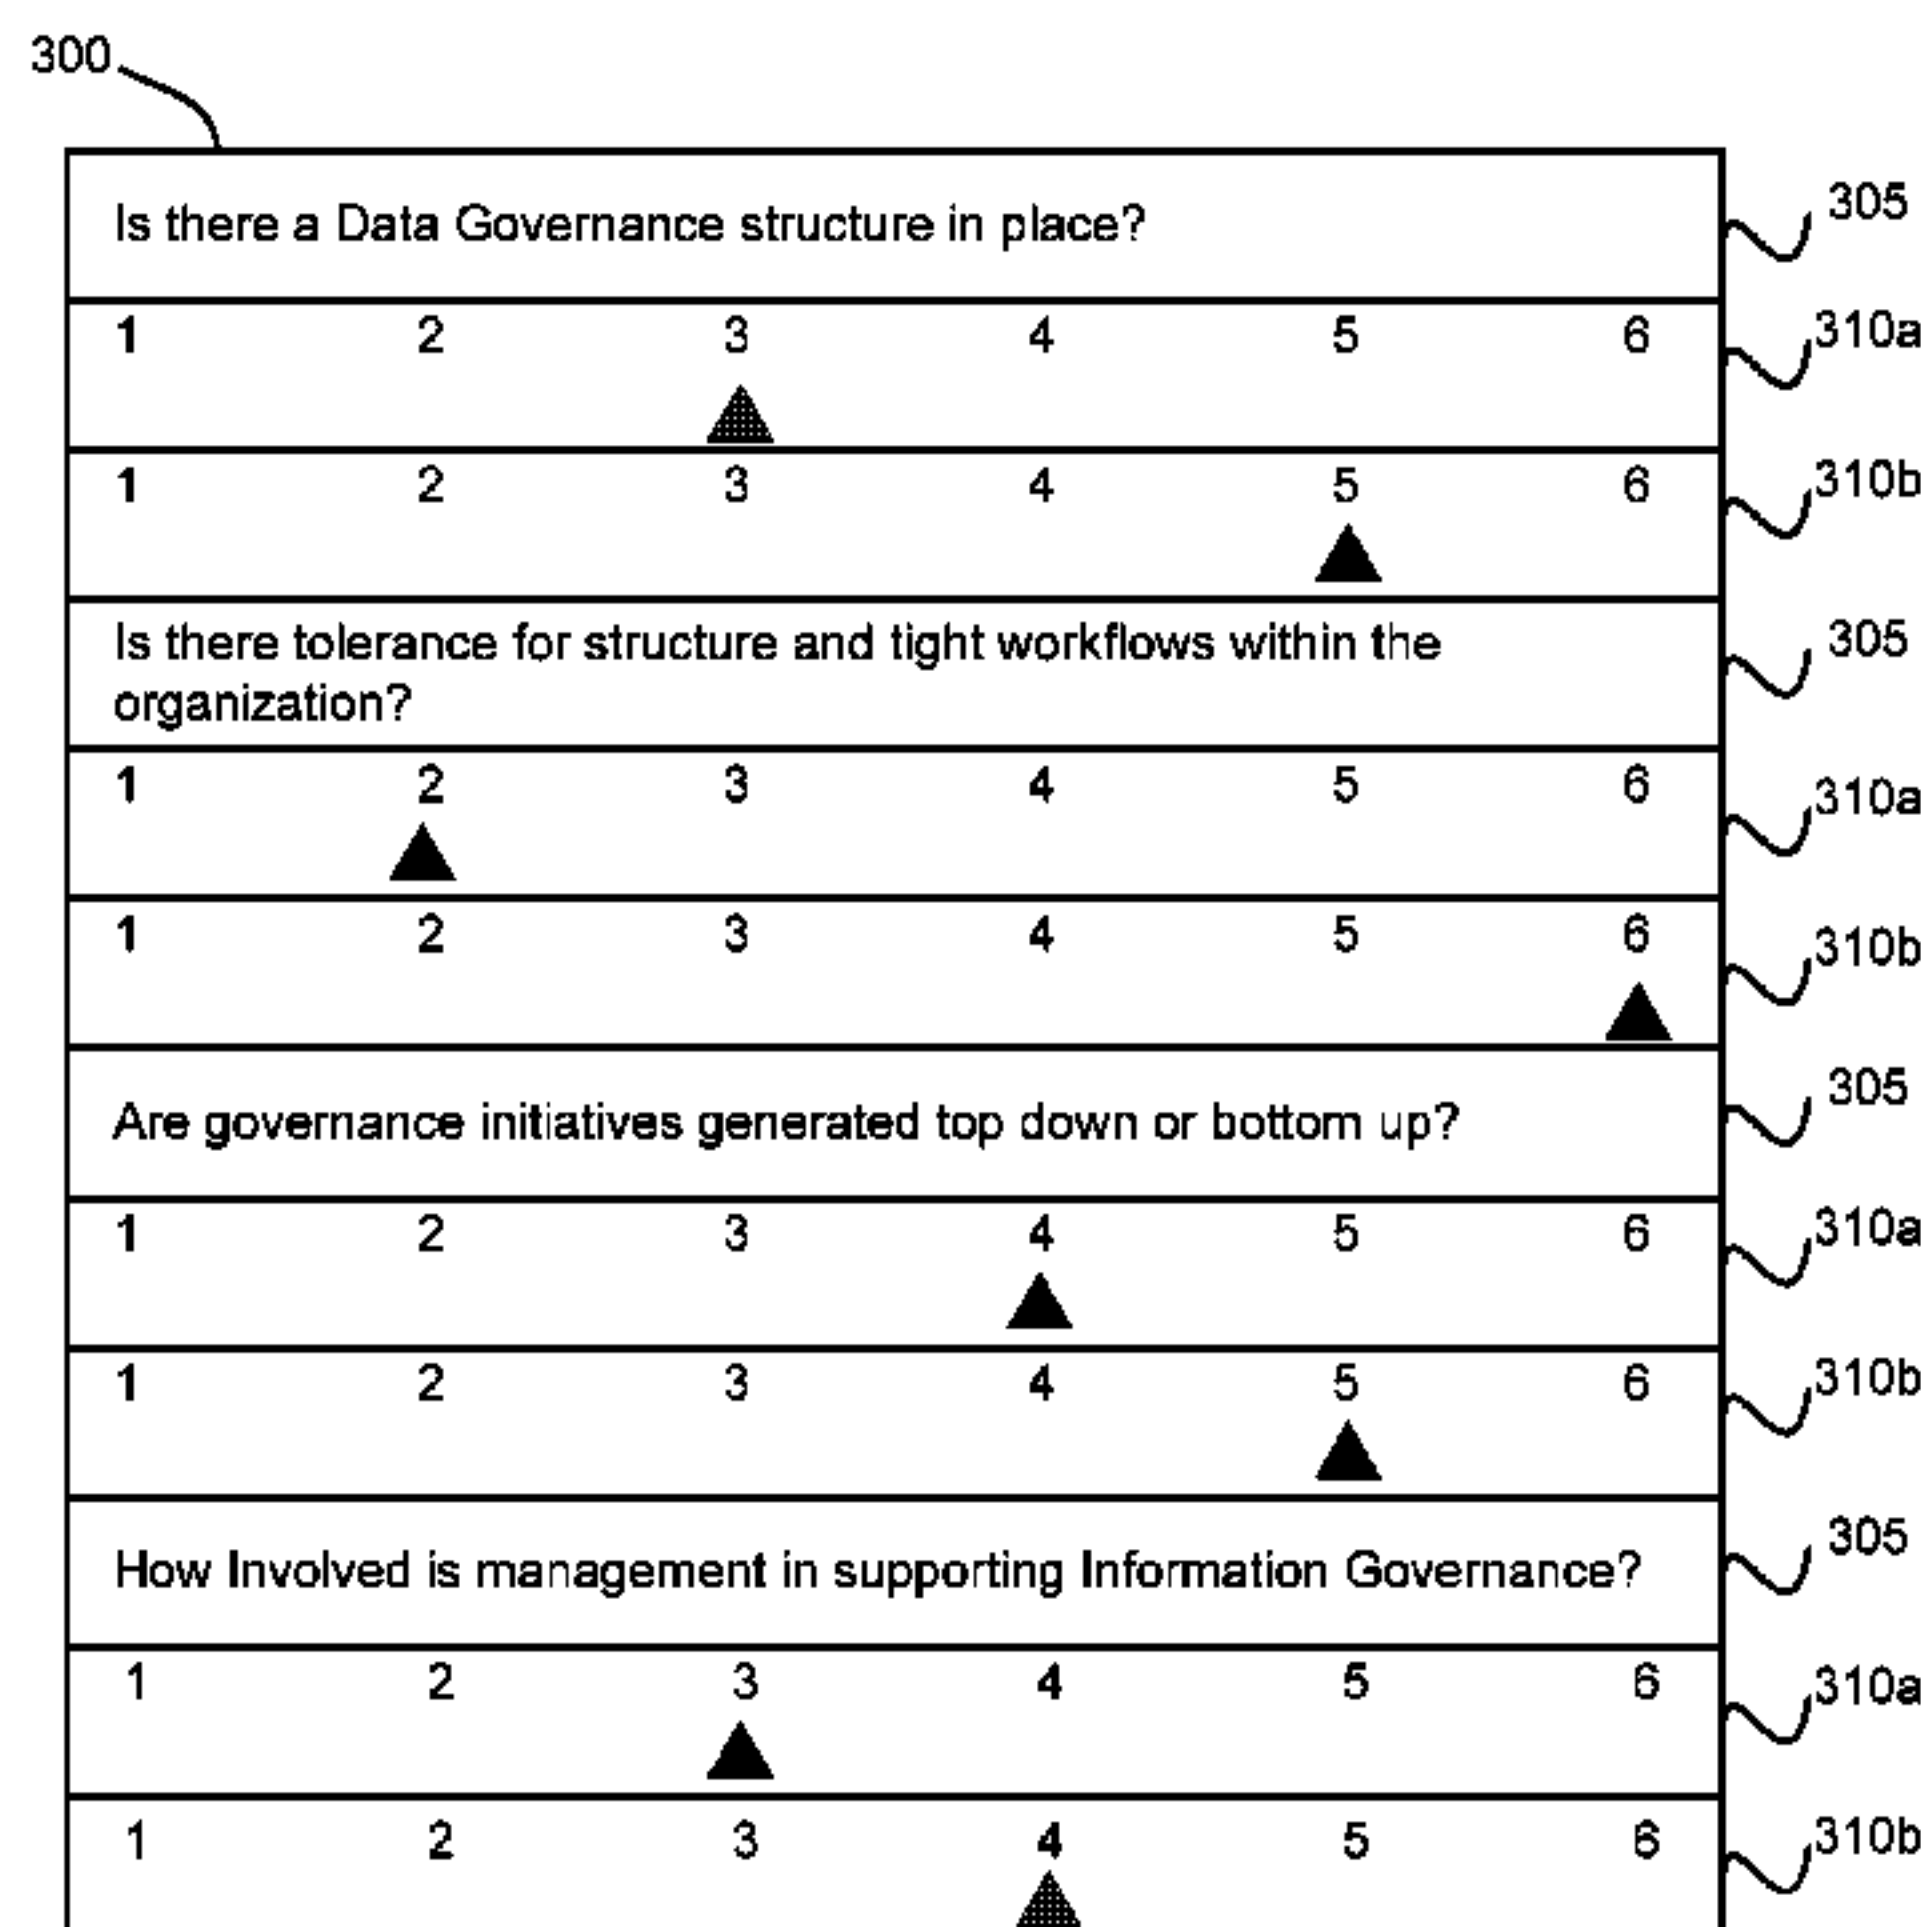 300
Is there a Data Governance structure in place? 305
1 2 3 4 5 6 310a
1 2 3 4 5 6 310b
Is there tolerance for structure and tight workflows within the 305
organization?
1 2 3 4 5 6 310a
1 2 3 4 5 6 310b
Are governance initiatives generated top down or bottom up? 305
1 2 3 4 5 6 310a
1 2 3 4 5 6 310b
How Involved is management in supporting Information Governance? 305
1 2 3 4 5 6 310a
1 2 3 4 5 6 310b